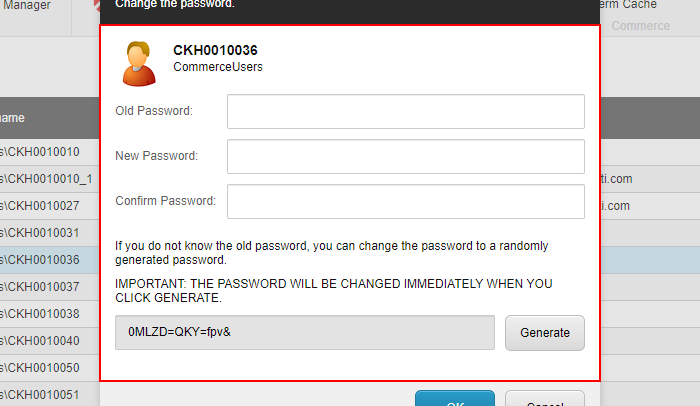 Manager
Change the password.
erm Cache
Commerce
name
s\CKH0010010
s\CKH0010010_1
ti.com
s\CKH0010027
ti.com
s\CKH0010031
s\CKH0010036
s\CKH0010037
s\CKH0010038
s\CKH0010040
s\CKH0010050
s\CKH0010051
CKH0010036
CommerceUsers
Old Password:
New Password:
Confirm Password:
If you do not know the old password, you can change the password to a randomly
generated password.
IMPORTANT: THE PASSWORD WILL BE CHANGED IMMEDIATELY WHEN YOU
CLICK GENERATE.
0MLZD=QKY=fpv&
Generate
OK
Cancel